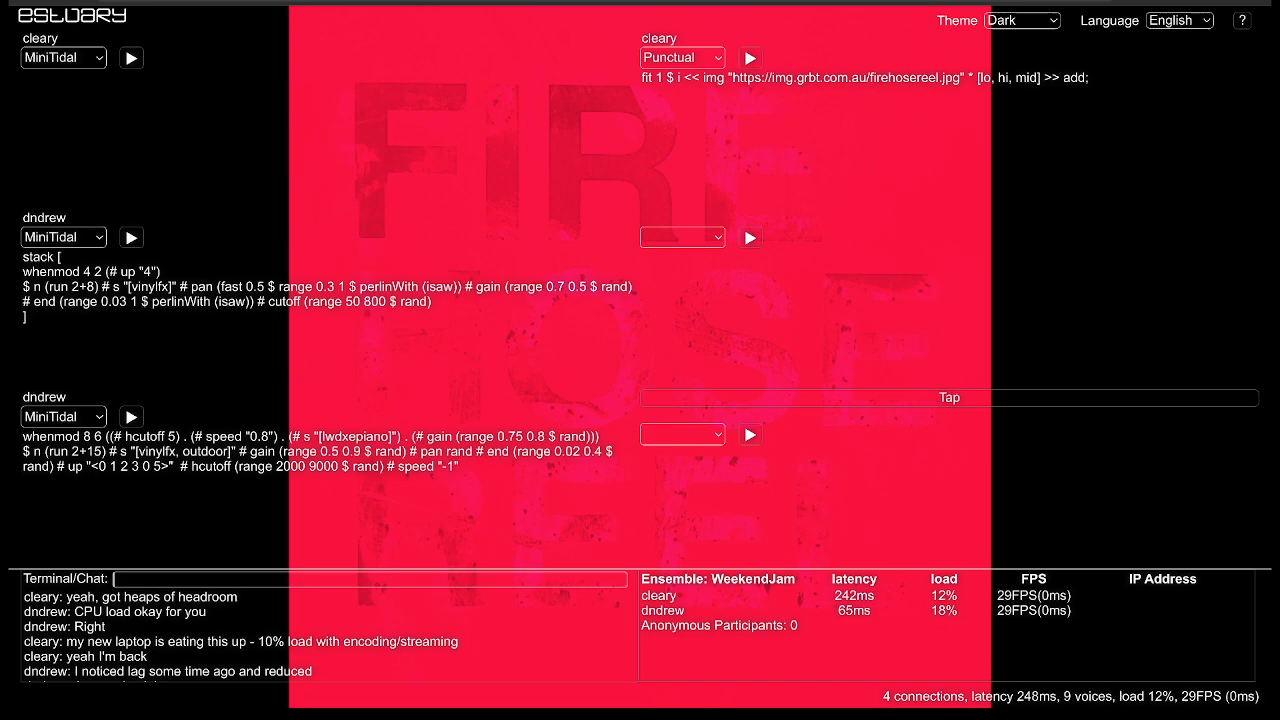 estuary
Theme Dark Language English ?
cleary
MiniTidal
cleary
Punctual
fit 1 $ i << img "https://img.grbt.com.au/firehosereel.jpg" * [lo, hi, mid] >> add;
FIRE
HOSE
REEL
dndrew
MiniTidal
stack [
whenmod 4 2 (# up "4")
$ n (run 2+8) # s "[vinylfx]" # pan (fast 0.5 $ range 0.3 1 $ perlinWith (isaw)) # gain (range 0.7 0.5 $ rand)
# end (range 0.03 1 $ perlinWith (isaw)) # cutoff (range 50 800 $ rand)
]
dndrew
MiniTidal
whenmod 8 6 ((# hcutoff 5) . (# speed "0.8") . (# s "[lwdxepiano]") . (# gain (range 0.75 0.8 $ rand)))
$ n (run 2+15) # s "[vinylfx, outdoor]" # gain (range 0.5 0.9 $ rand) # pan rand # end (range 0.02 0.4 $
rand) # up "<0 1 2 3 0 5>" # hcutoff (range 2000 9000 $ rand) # speed "-1"
Tap
Terminal/Chat:
cleary: yeah, got heaps of headroom
dndrew: CPU load okay for you
dndrew: Right
cleary: my new laptop is eating this up - 10% load with encoding/streaming
cleary: yeah I'm back
dndrew: I noticed lag some time ago and reduced
Ensemble: WeekendJam latency load FPS IP Address
cleary 242ms 12% 29FPS(0ms)
dndrew 65ms 18% 29FPS(0ms)
Anonymous Participants: 0
4 connections, latency 248ms, 9 voices, load 12%, 29FPS (0ms)